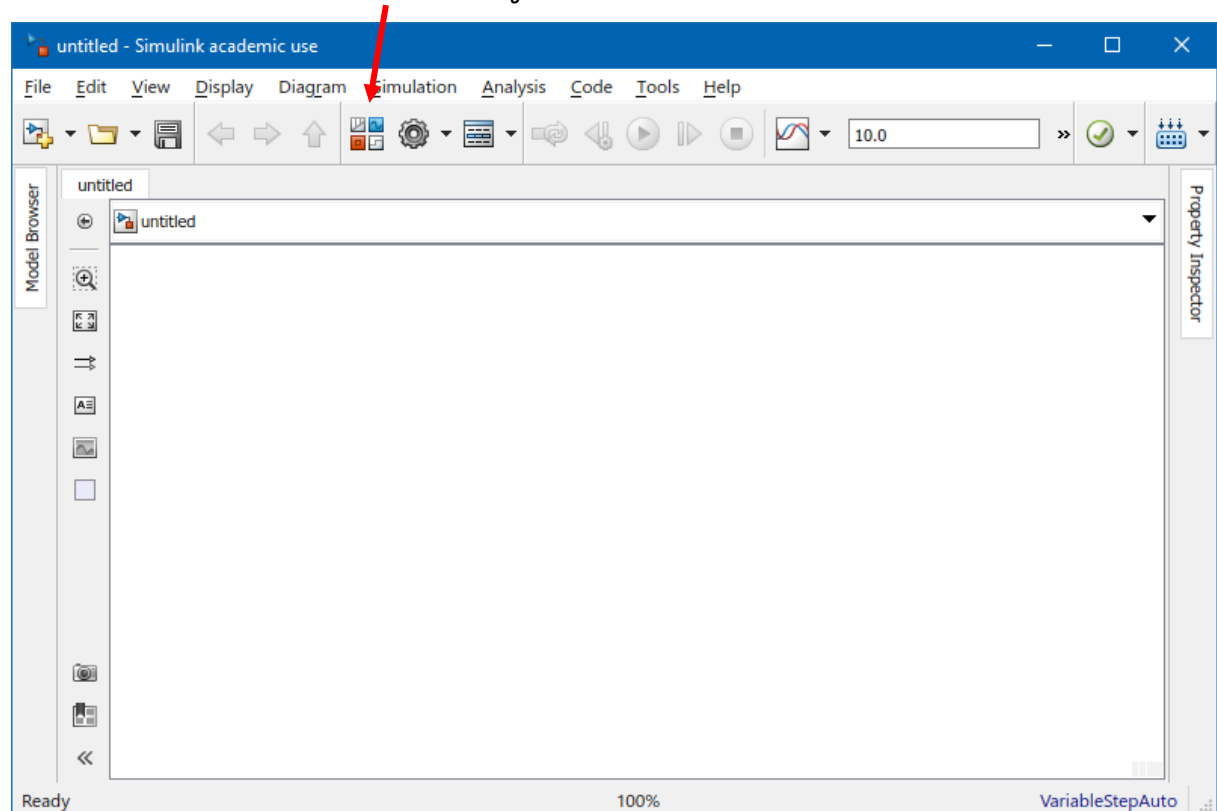 untitled - Simulink academic use
File Edit View Display Diagram Simulation Analysis Code Tools Help
10.0
»
untitled
Model Browser
untitled
Property Inspector
Ready
100%
VariableStepAuto